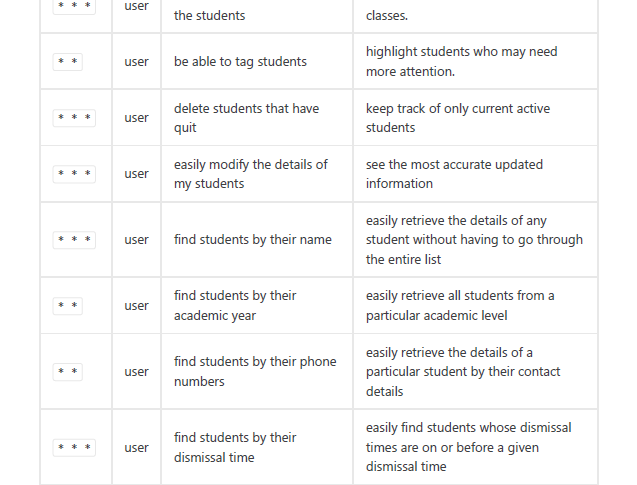 * * * user the students classes.
* * user be able to tag students highlight students who may need
more attention.
* * * user delete students that have
quit keep track of only current active
students
* * * user easily modify the details of
my students see the most accurate updated
information
* * * user find students by their name easily retrieve the details of any
student without having to go through
the entire list
* * user find students by their
academic year easily retrieve all students from a
particular academic level
* * user find students by their phone
numbers easily retrieve the details of a
particular student by their contact
details
* * * user find students by their
dismissal time easily find students whose dismissal
times are on or before a given
dismissal time